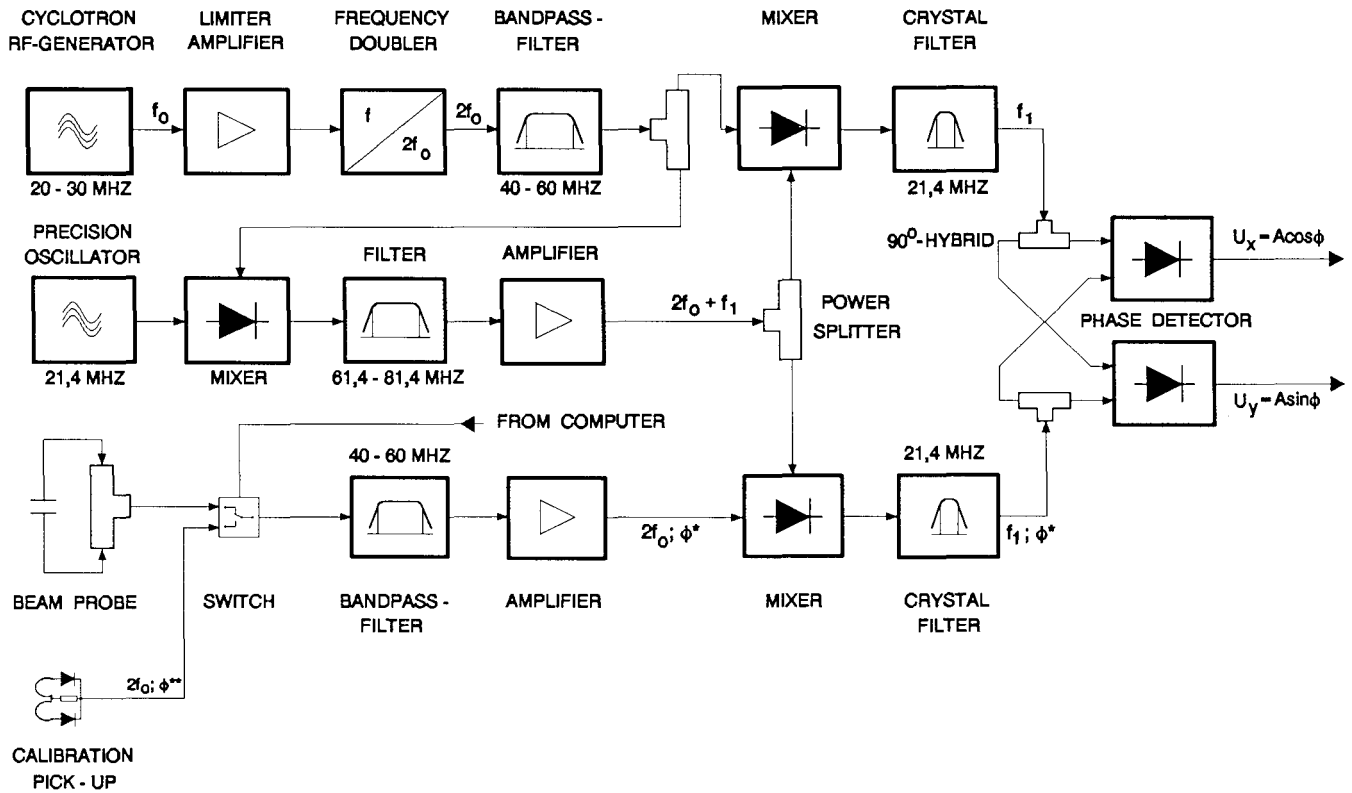 CYCLOTRON
RF-GENERATOR
LIMITER
AMPLIFIER
FREQUENCY
DOUBLER
BANDPASS -
FILTER
MIXER
CRYSTAL
FILTER
f₀
f
2f₀
2f₀
f₁
20 - 30 MHZ
40 - 60 MHZ
21,4 MHZ
PRECISION
OSCILLATOR
FILTER
AMPLIFIER
90⁰-HYBRID
Uₓ = Acosϕ
2f₀ + f₁
POWER
SPLITTER
PHASE DETECTOR
21,4 MHZ
MIXER
61,4 - 81,4 MHZ
U_y = Asinϕ
FROM COMPUTER
40 - 60 MHZ
21,4 MHZ
2f₀; ϕ*
f₁; ϕ*
BEAM PROBE
SWITCH
BANDPASS -
FILTER
AMPLIFIER
MIXER
CRYSTAL
FILTER
2f₀; ϕ**
CALIBRATION
PICK - UP